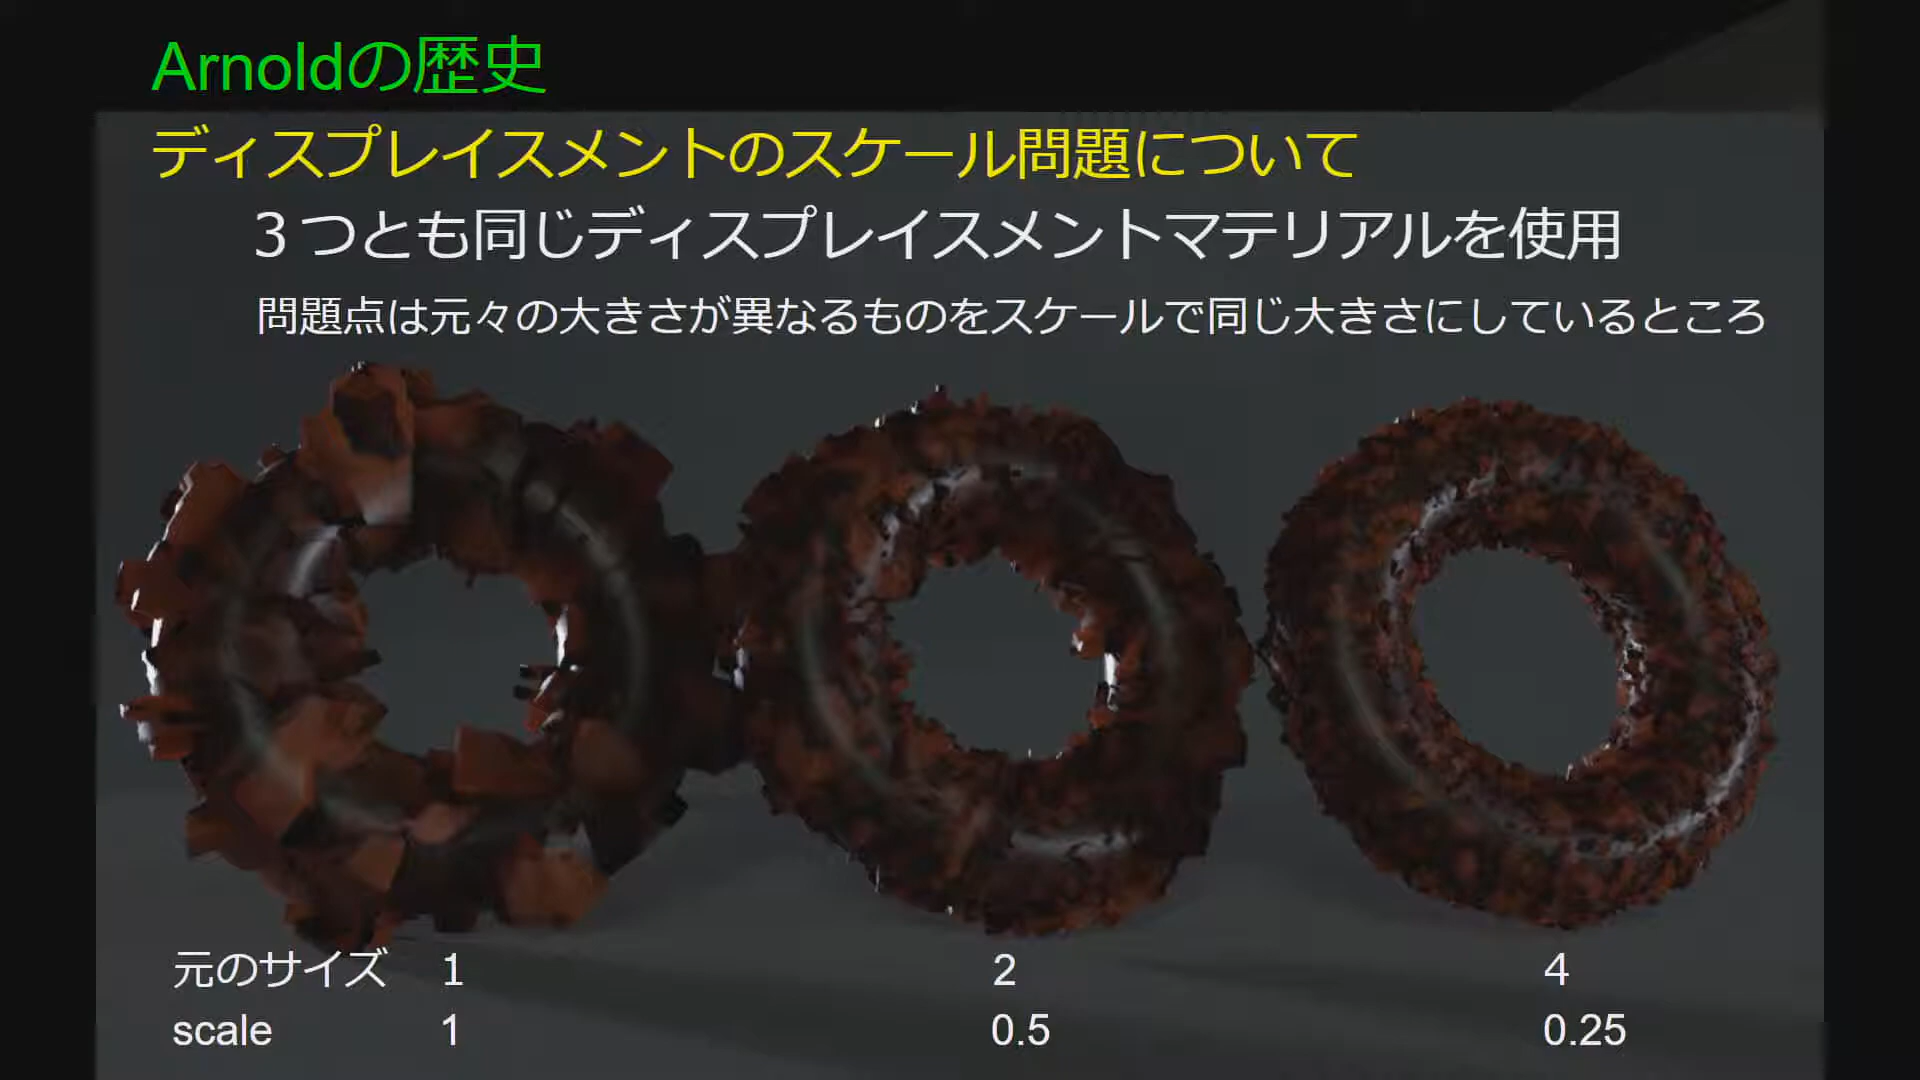 Arnoldの歴史
ディスプレイスメントのスケール問題について
３つとも同じディスプレイスメントマテリアルを使用
問題点は元々の大きさが異なるものをスケールで同じ大きさにしているところ
元のサイズ 1 2 4
scale 1 0.5 0.25